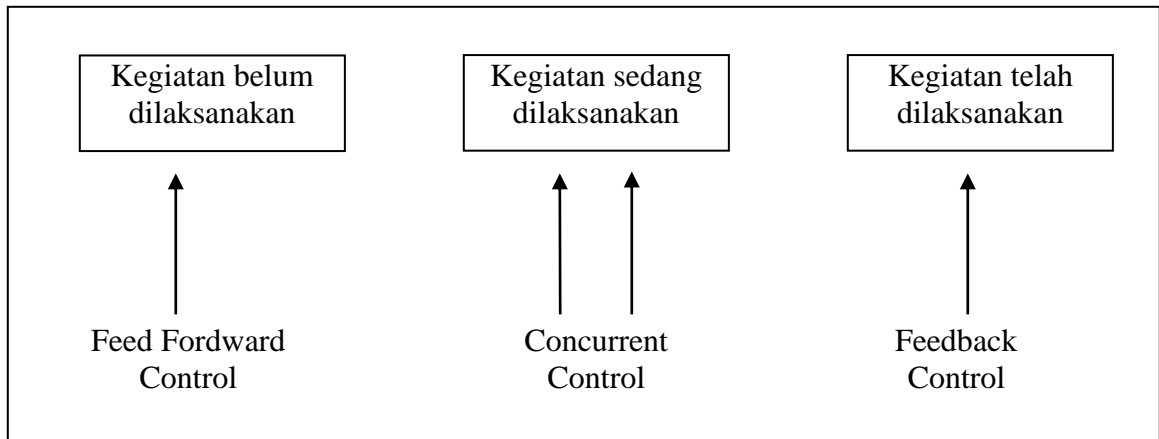 Kegiatan belum
dilaksanakan
Kegiatan sedang
dilaksanakan
Kegiatan telah
dilaksanakan
Feed Fordward
Control
Concurrent
Control
Feedback
Control